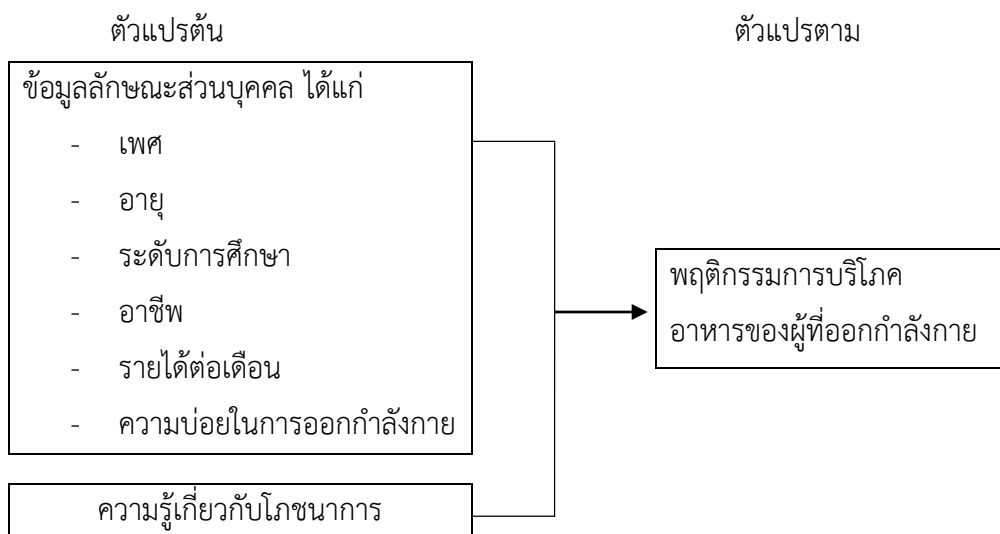 ตัวแปรต้น
ตัวแปรตาม
ข้อมูลลักษณะส่วนบุคคล ได้แก่
- เพศ
- อายุ
- ระดับการศึกษา
- อาชีพ
- รายได้ต่อเดือน
- ความบ่อยในการออกกำลังกาย
พฤติกรรมการบริโภค
อาหารของผู้ที่ออกกำลังกาย
ความรู้เกี่ยวกับโภชนาการ